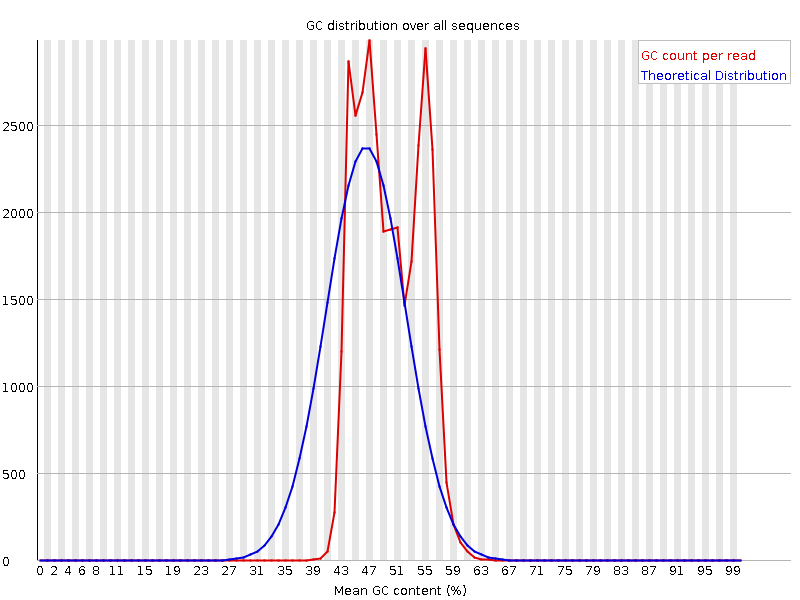 GC distribution over all sequences
GC count per read
Theoretical Distribution
2500
2000
1500
1000
500
0
0 2 4 6 8 11 15 19 23 27 31 35 39 43 47 51 55 59 63 67 71 75 79 83 87 91 95 99
Mean GC content (%)